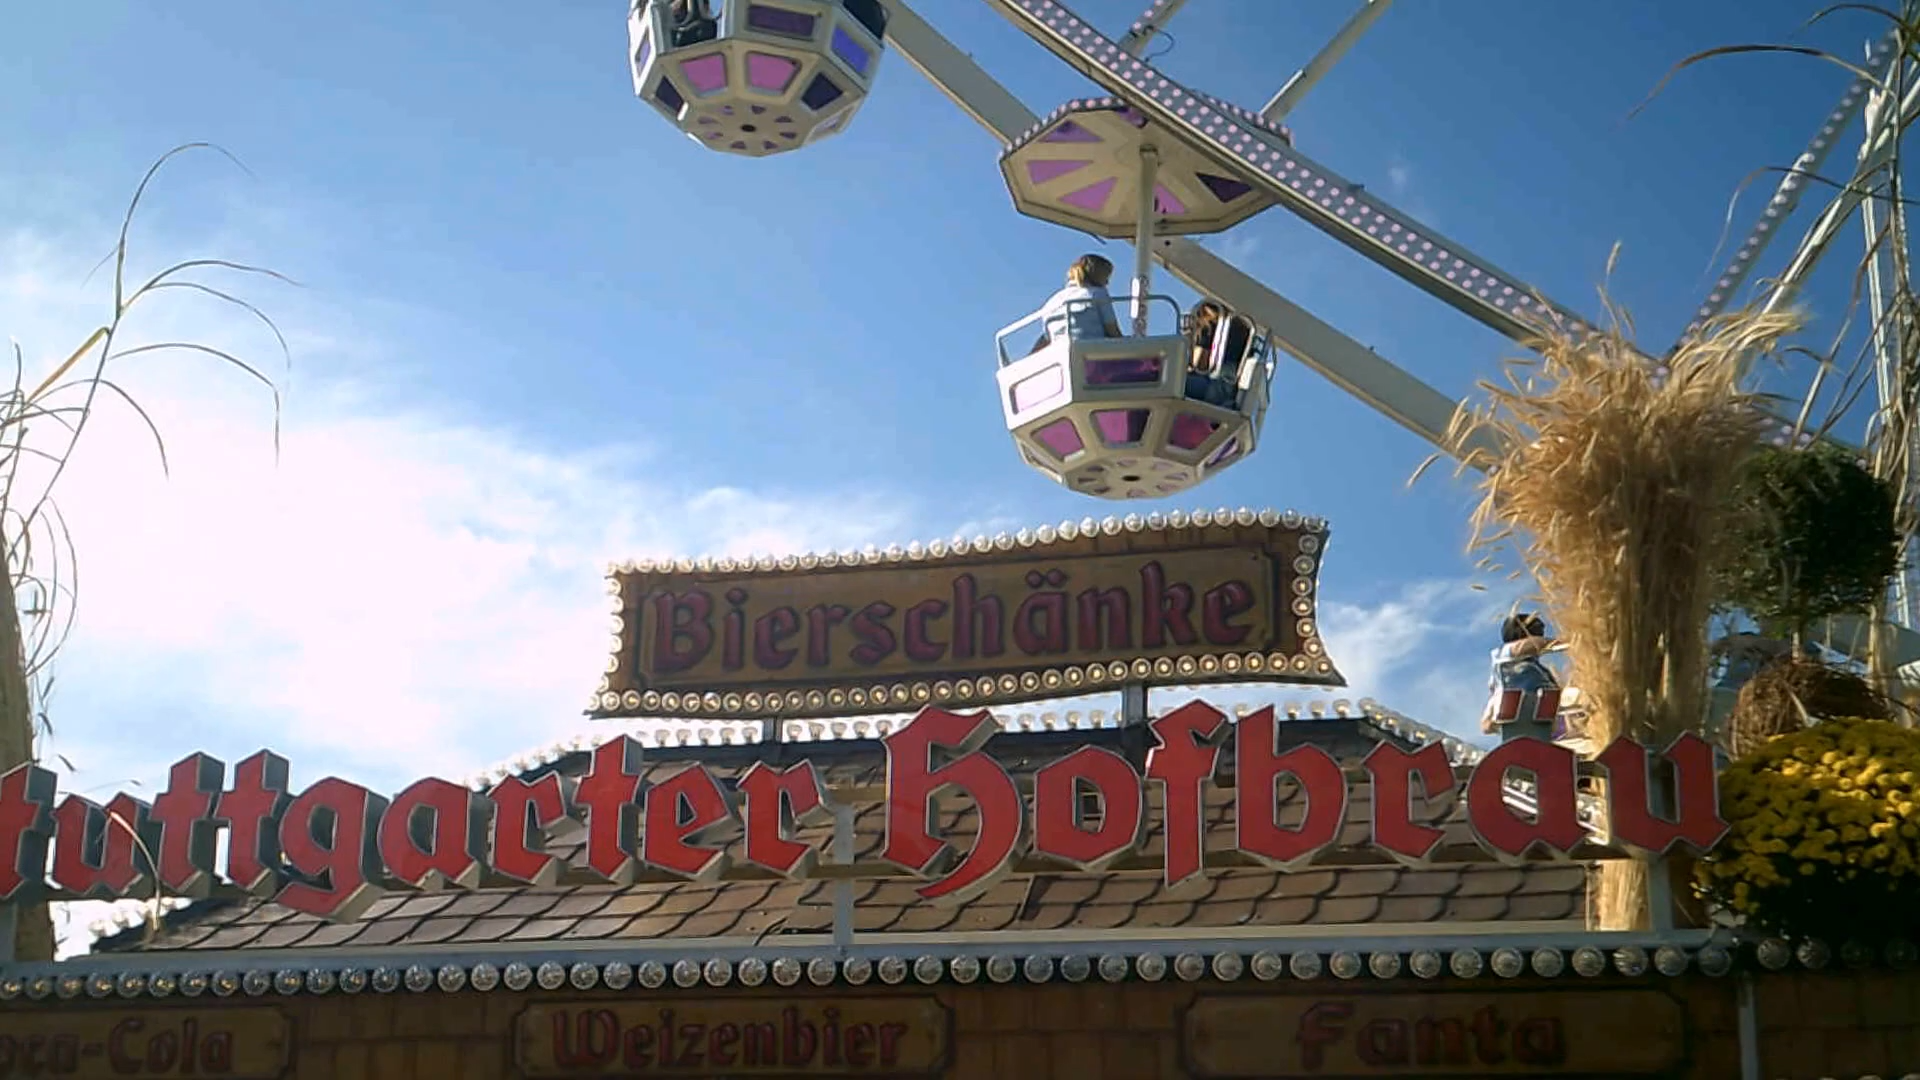 Bierschänke
tuttgarter Hofbräu
oca-Cola
Weizenbier
Fanta